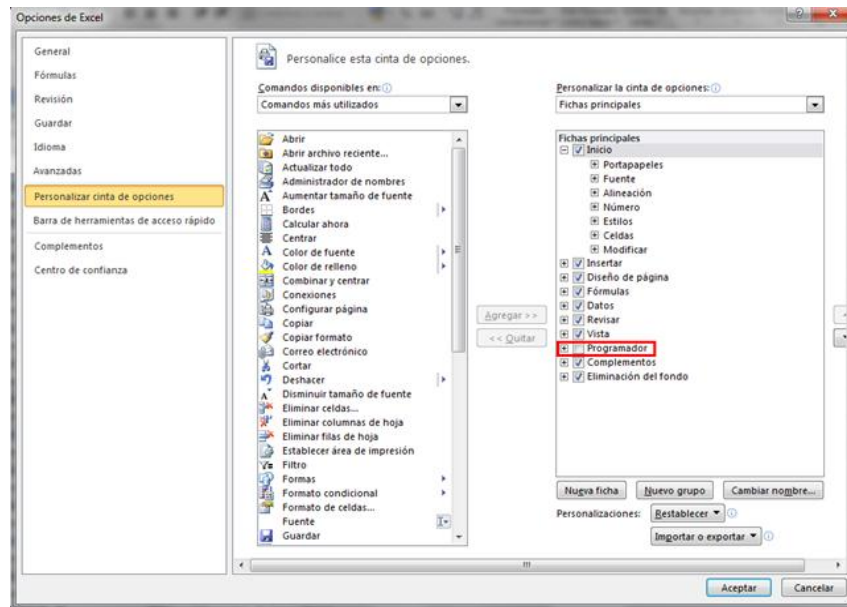 Opciones de Excel
General
Fórmulas
Revisión
Guardar
Idioma
Avanzadas
Personalizar cinta de opciones
Barra de herramientas de acceso rápido
Complementos
Centro de confianza
Personalice esta cinta de opciones.
Comandos disponibles en:
Comandos más utilizados
Abrir
Abrir archivo reciente...
Actualizar todo
Administrador de nombres
Aumentar tamaño de fuente
Bordes
Calcular ahora
Centrar
Color de fuente
Color de relleno
Combinar y centrar
Conexiones
Configurar página
Copiar
Copiar formato
Correo electrónico
Cortar
Deshacer
Disminuir tamaño de fuente
Eliminar celdas...
Eliminar columnas de hoja
Eliminar filas de hoja
Establecer área de impresión
Filtro
Formas
Formato condicional
Formato de celdas...
Fuente
Guardar
Agregar >>
<< Quitar
Personalizar la cinta de opciones:
Fichas principales
Fichas principales
Inicio
Portapapeles
Fuente
Alineación
Número
Estilos
Celdas
Modificar
Insertar
Diseño de página
Fórmulas
Datos
Revisar
Vista
Programador
Complementos
Eliminación del fondo
Nueva ficha
Nuevo grupo
Cambiar nombre...
Personalizaciones:
Restablecer
Importar o exportar
Aceptar
Cancelar